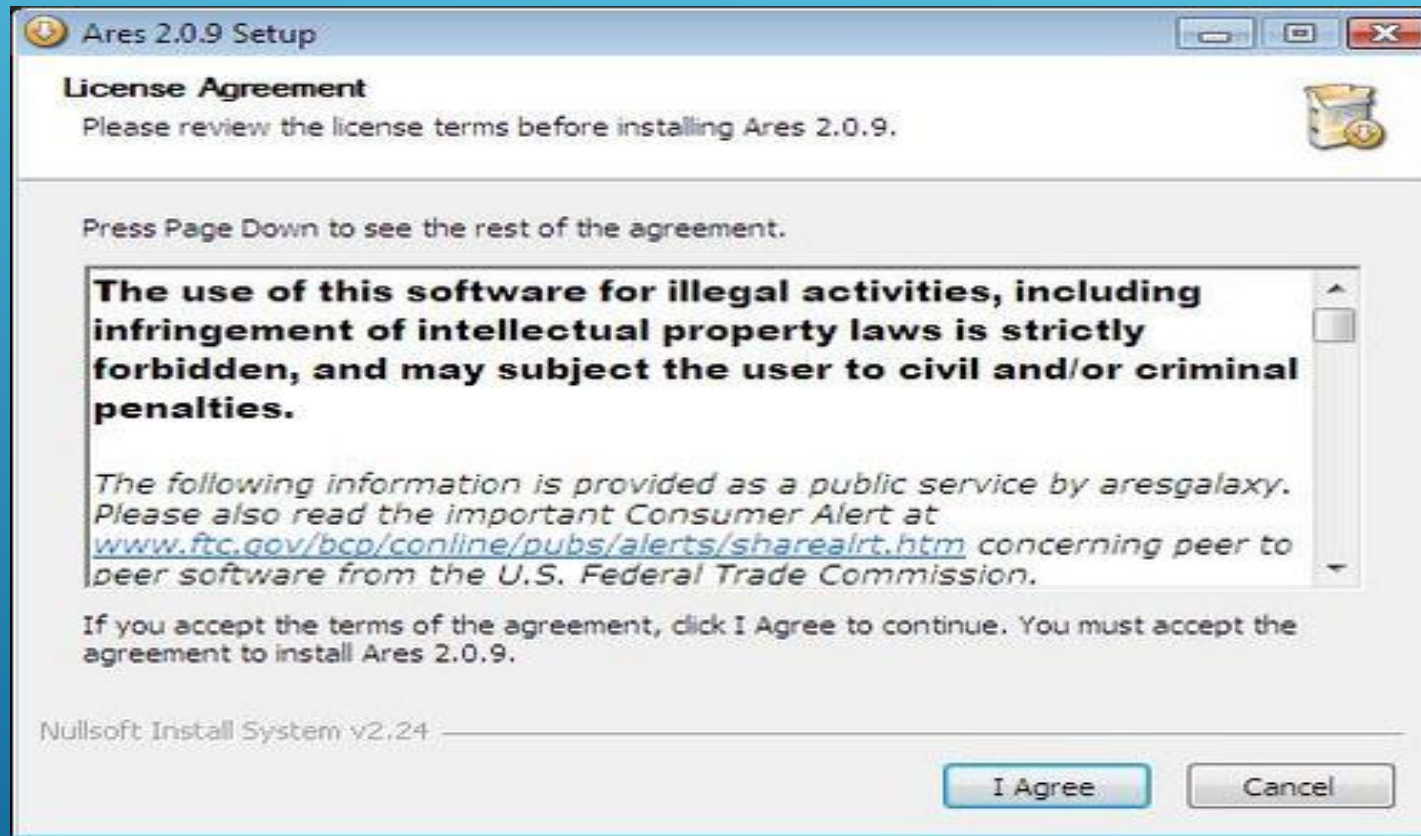 Ares 2.0.9 Setup
License Agreement
Please review the license terms before installing Ares 2.0.9.
Press Page Down to see the rest of the agreement.
The use of this software for illegal activities, including
infringement of intellectual property laws is strictly
forbidden, and may subject the user to civil and/or criminal
penalties.
The following information is provided as a public service by aresgalaxy.
Please also read the important Consumer Alert at
www.ftc.gov/bcp/conline/pubs/alerts/sharealrt.htm concerning peer to
peer software from the U.S. Federal Trade Commission.
If you accept the terms of the agreement, click I Agree to continue. You must accept the
agreement to install Ares 2.0.9.
Nullsoft Install System v2.24
I Agree
Cancel